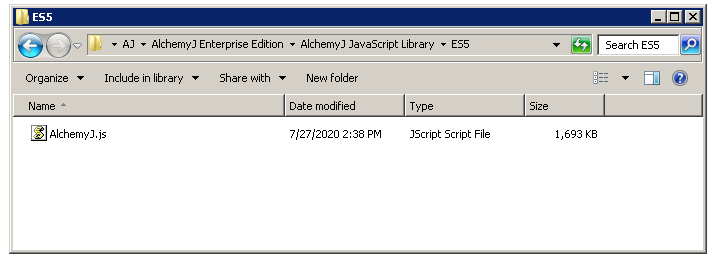 ES5
AJ AlchemyJ Enterprise Edition AlchemyJ JavaScript Library ES5 Search ES5
Organize Include in library Share with New folder
Name Date modified Type Size
AlchemyJ.js 7/27/2020 2:38 PM JScript Script File 1,693 KB